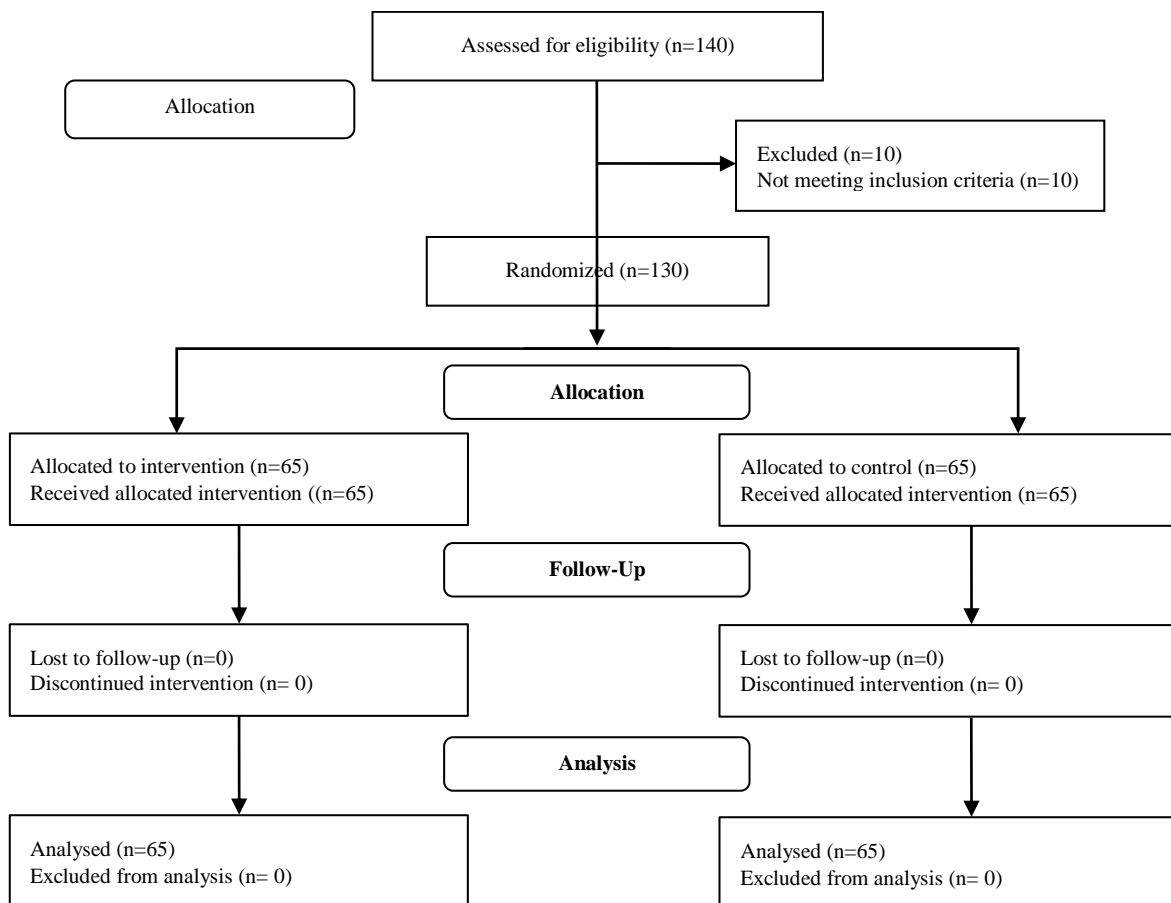 Assessed for eligibility (n=140)
Allocation
Excluded (n=10)
Not meeting inclusion criteria (n=10)
Randomized (n=130)
Allocation
Allocated to intervention (n=65)
Received allocated intervention ((n=65)
Allocated to control (n=65)
Received allocated intervention (n=65)
Follow-Up
Lost to follow-up (n=0)
Discontinued intervention (n= 0)
Lost to follow-up (n=0)
Discontinued intervention (n= 0)
Analysis
Analysed (n=65)
Excluded from analysis (n= 0)
Analysed (n=65)
Excluded from analysis (n= 0)